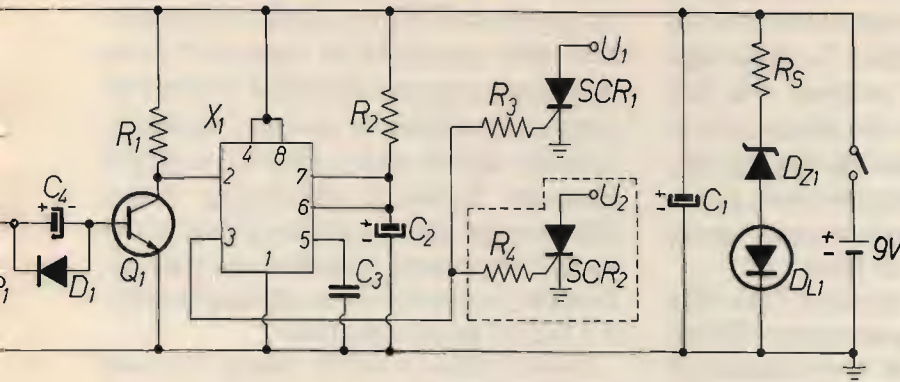 R1
X1
4
8
R2
R3
U1
SCR1
RS
2
7
6
3
5
1
C4
+
-
Q1
P1
D1
C3
+
-
C2
R4
U2
SCR2
+
-
C1
DZ1
DL1
+
-
9V